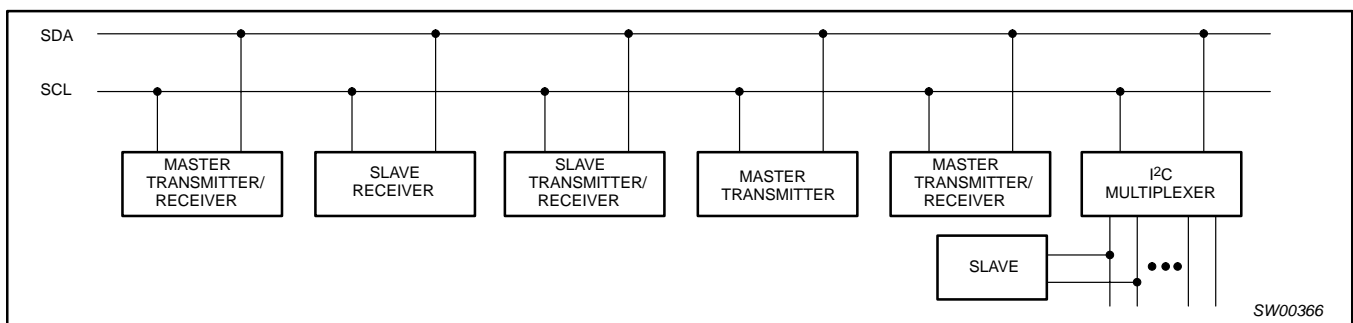 SDA
SCL
MASTER
TRANSMITTER/
RECEIVER
SLAVE
RECEIVER
SLAVE
TRANSMITTER/
RECEIVER
MASTER
TRANSMITTER
MASTER
TRANSMITTER/
RECEIVER
I²C
MULTIPLEXER
SLAVE
SW00366